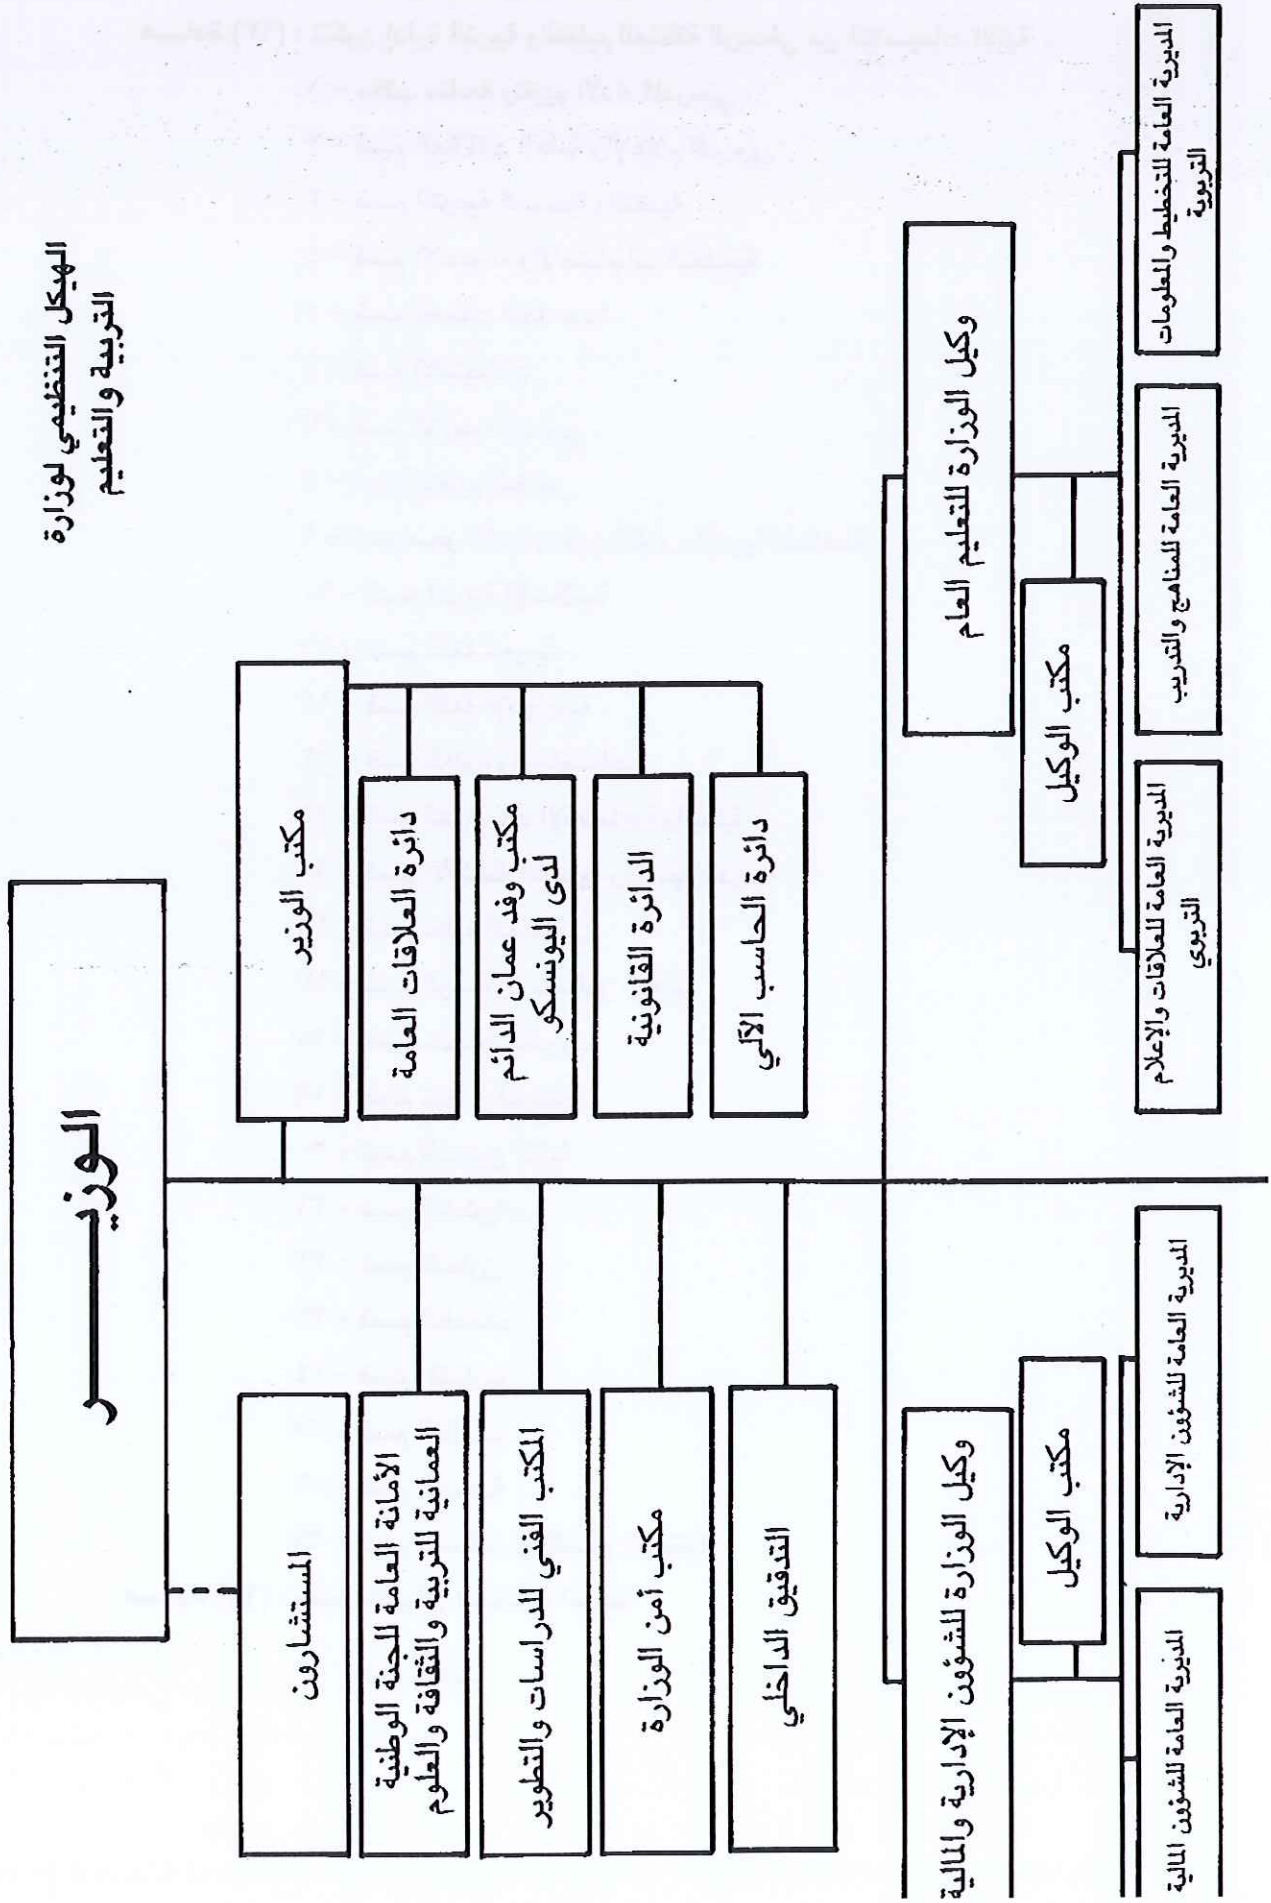 الهيكل التنظيمي لوزارة
التربية والتعليم
الوزيــــــر
مكتب الوزير
المستشارون
دائرة العلاقات العامة
الأمانة العامة للجنة الوطنية
العمانية للتربية والثقافة والعلوم
مكتب وفد عمان الدائم
لدى اليونسكو
المكتب الفني للدراسات والتطوير
الدائرة القانونية
مكتب أمن الوزارة
دائرة الحاسب الآلي
التدقيق الداخلي
وكيل الوزارة للتعليم العام
وكيل الوزارة للشؤون الإدارية والمالية
مكتب الوكيل
مكتب الوكيل
المديرية العامة للتخطيط والمعلومات
التربوية
المديرية العامة للمناهج والتدريب
المديرية العامة للعلاقات والإعلام
التربوي
المديرية العامة للشؤون الإدارية
المديرية العامة للشؤون المالية